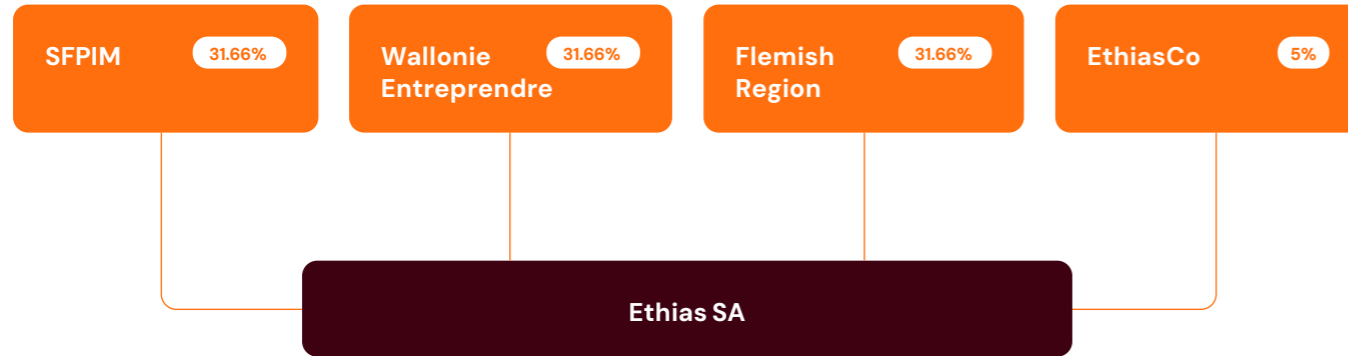 SFPIM
31.66%
Wallonie
Entreprendre
31.66%
Flemish
Region
31.66%
EthiasCo
5%
Ethias SA